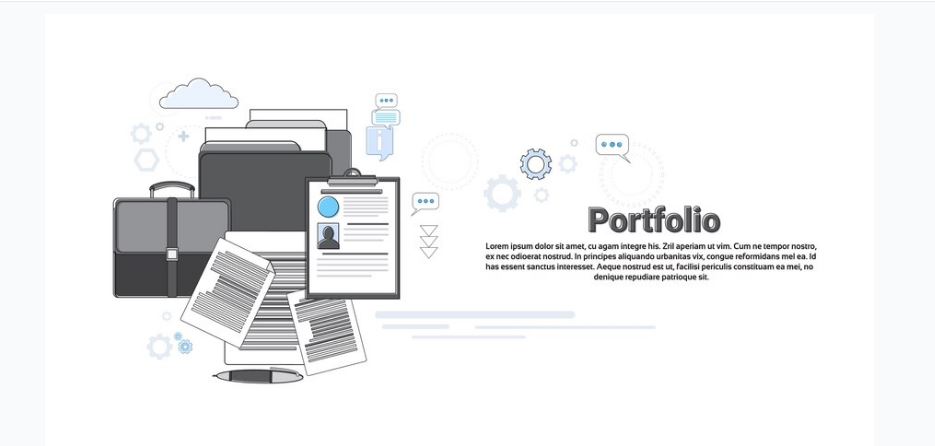 Portfolio
Lorem ipsum dolor sit amet, cu agam integre his. Zril aperiam ut vim. Cum ne tempor nostro,
ex nec odioerat nostrud. In principes aliquando urbanitas vix, congue reformidans mel ea. Id
has essent sanctus interesset. Aeque nostrud est ut, facilisi periculis constituam ea mei, no
denique repudiare patrioque sit.